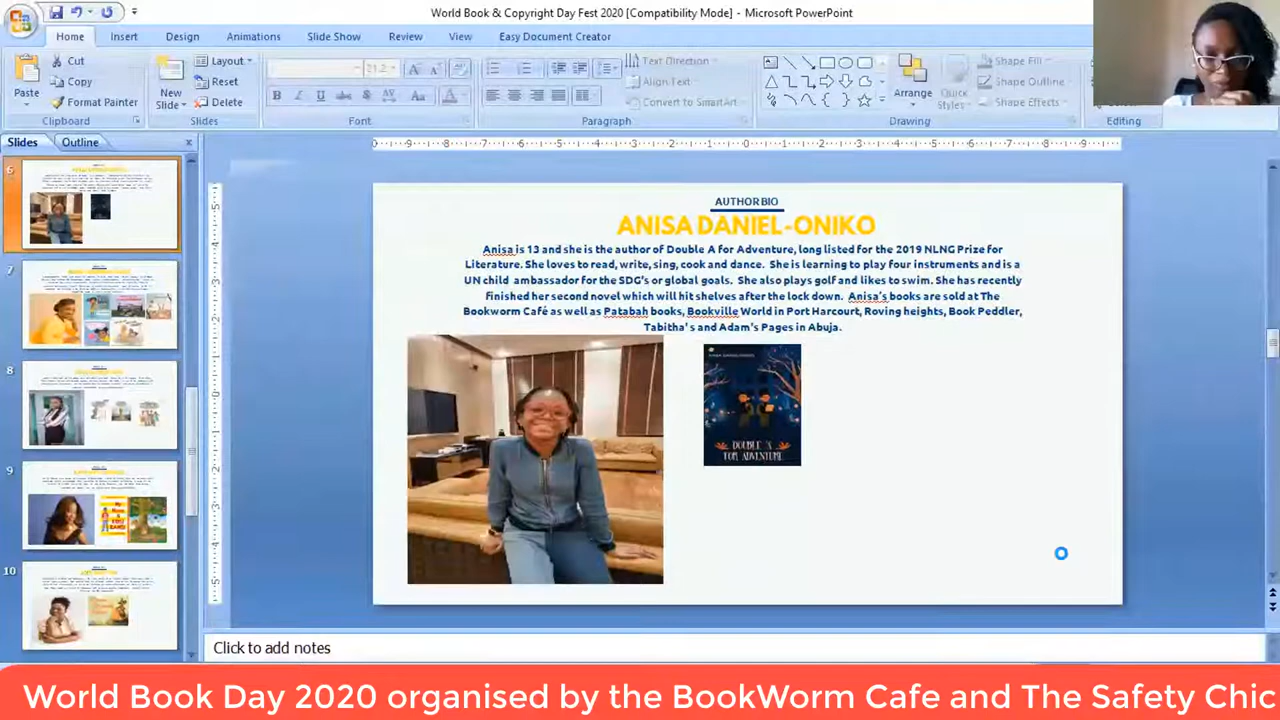 World Book & Copyright Day Fest 2020 [Compatibility Mode] - Microsoft PowerPoint
Home Insert Design Animations Slide Show Review View Easy Document Creator
Paste
Cut
Copy
Format Painter
Clipboard
New Slide
Layout
Reset
Delete
Slides
Font
Text Direction
Align Text
Convert to SmartArt
Paragraph
Arrange
Quick Styles
Shape Fill
Shape Outline
Shape Effects
Drawing
Editing
Slides Outline
6
7
8
9
10
AUTHOR BIO
ANISA DANIEL-ONIKO
Anisa is 13 and she is the author of Double A for Adventure, long listed for the 2019 NLNG Prize for
Literature. She loves to read, write, sing, cook and dance. She is learning to play four instruments and is a
UN child ambassador for the SDG's or global goals. She also plays golf and likes to swim. She has recently
finished her second novel which will hit shelves after the lock down. Anisa's books are sold at The
Bookworm Café as well as Patabah books, Bookville World in Port Harcourt, Roving heights, Book Peddler,
Tabitha's and Adam's Pages in Abuja.
DOUBLE 'A'
FOR ADVENTURE
Click to add notes
World Book Day 2020 organised by the BookWorm Cafe and The Safety Chic